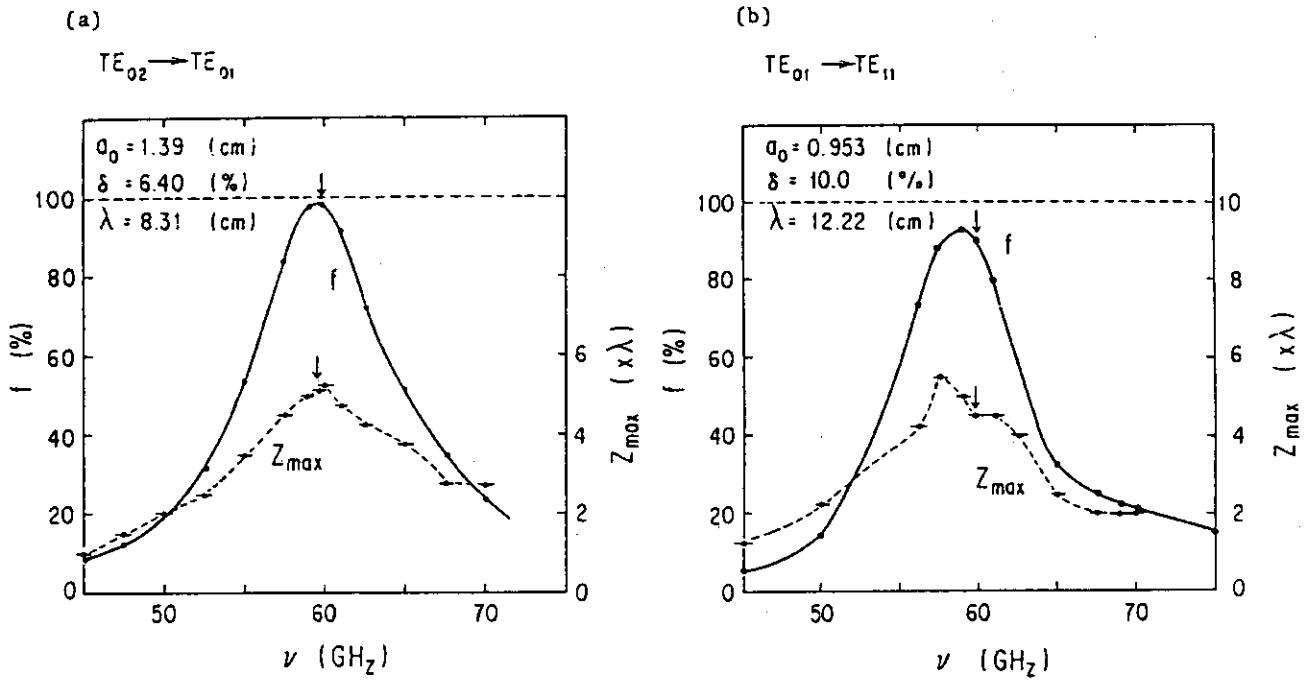 (a)
TE₀₂ → TE₀₁
a₀ = 1.39 (cm)
δ = 6.40 (%)
λ = 8.31 (cm)
100
80
60
40
20
0
f (%)
f
Zmax
6
4
2
0
Zmax (×λ)
50 60 70
ν (GHz)
(b)
TE₀₁ → TE₁₁
a₀ = 0.953 (cm)
δ = 10.0 (%)
λ = 12.22 (cm)
100
80
60
40
20
0
f (%)
f
Zmax
10
8
6
4
2
0
Zmax (×λ)
50 60 70
ν (GHz)